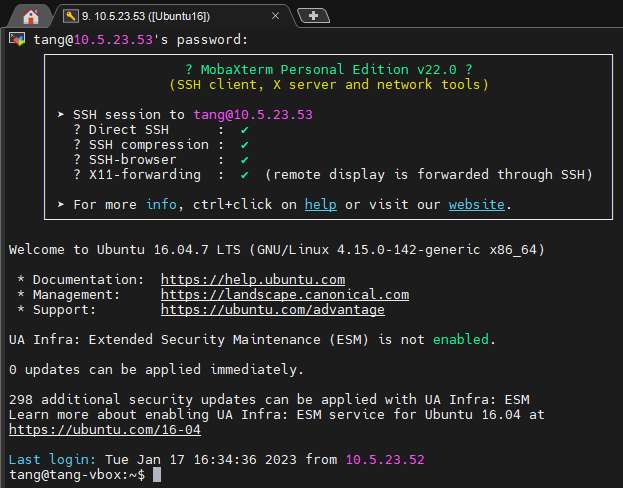 9. 10.5.23.53 ([Ubuntu16])
tang@10.5.23.53's password:
? MobaXterm Personal Edition v22.0 ?
(SSH client, X server and network tools)
➤ SSH session to tang@10.5.23.53
? Direct SSH      : ✔
? SSH compression : ✔
? SSH-browser     : ✔
? X11-forwarding  : ✔  (remote display is forwarded through SSH)
➤ For more info, ctrl+click on help or visit our website.
Welcome to Ubuntu 16.04.7 LTS (GNU/Linux 4.15.0-142-generic x86_64)
* Documentation:  https://help.ubuntu.com
* Management:     https://landscape.canonical.com
* Support:        https://ubuntu.com/advantage
UA Infra: Extended Security Maintenance (ESM) is not enabled.
0 updates can be applied immediately.
298 additional security updates can be applied with UA Infra: ESM
Learn more about enabling UA Infra: ESM service for Ubuntu 16.04 at
https://ubuntu.com/16-04
Last login: Tue Jan 17 16:34:36 2023 from 10.5.23.52
tang@tang-vbox:~$